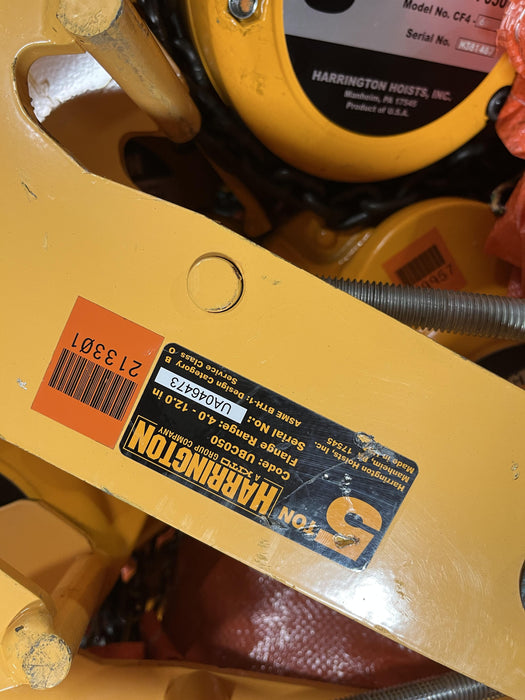 Model No. CF4 -
Serial No.
HARRINGTON HOISTS, INC.
Manheim, PA 17545
Product of U.S.A.
213301
5 TON
HARRINGTON
A KITO GROUP COMPANY
Code: UBC050
Flange Range: 4.0 - 12.0 in
Serial No.: UA046473
ASME BTH-1: Design Category B
Service Class 0
Harrington Hoists, Inc.
Manheim, PA 17545
Made in